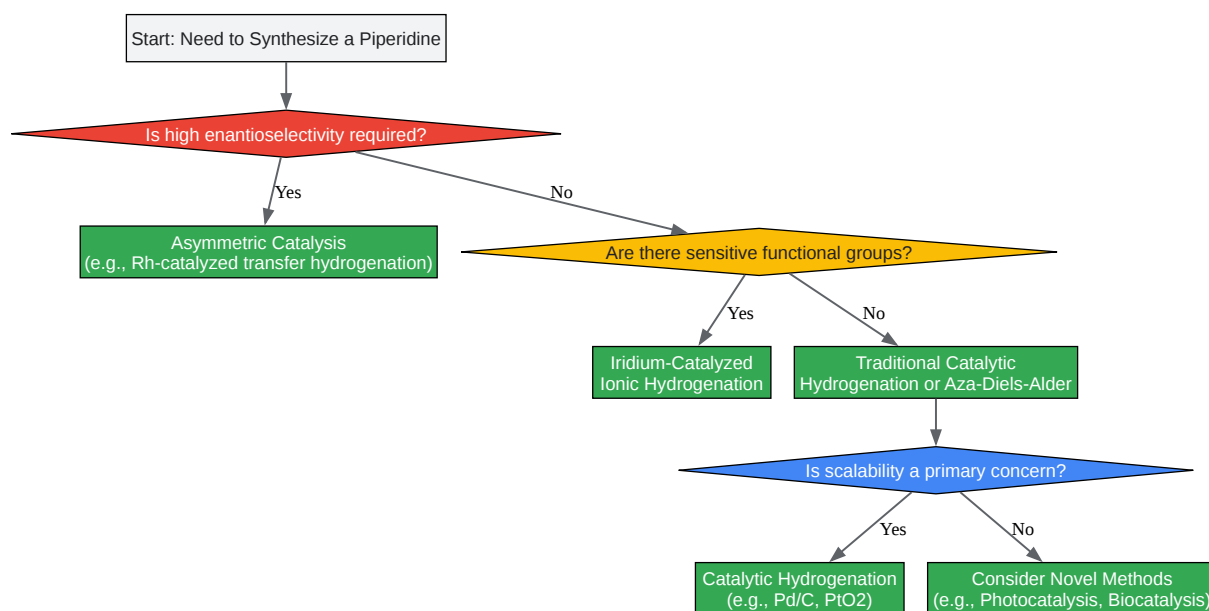 Start: Need to Synthesize a Piperidine
Is high enantioselectivity required?
Yes
No
Asymmetric Catalysis
(e.g., Rh-catalyzed transfer hydrogenation)
Are there sensitive functional groups?
Yes
No
Iridium-Catalyzed
Ionic Hydrogenation
Traditional Catalytic
Hydrogenation or Aza-Diels-Alder
Is scalability a primary concern?
Yes
No
Catalytic Hydrogenation
(e.g., Pd/C, PtO2)
Consider Novel Methods
(e.g., Photocatalysis, Biocatalysis)